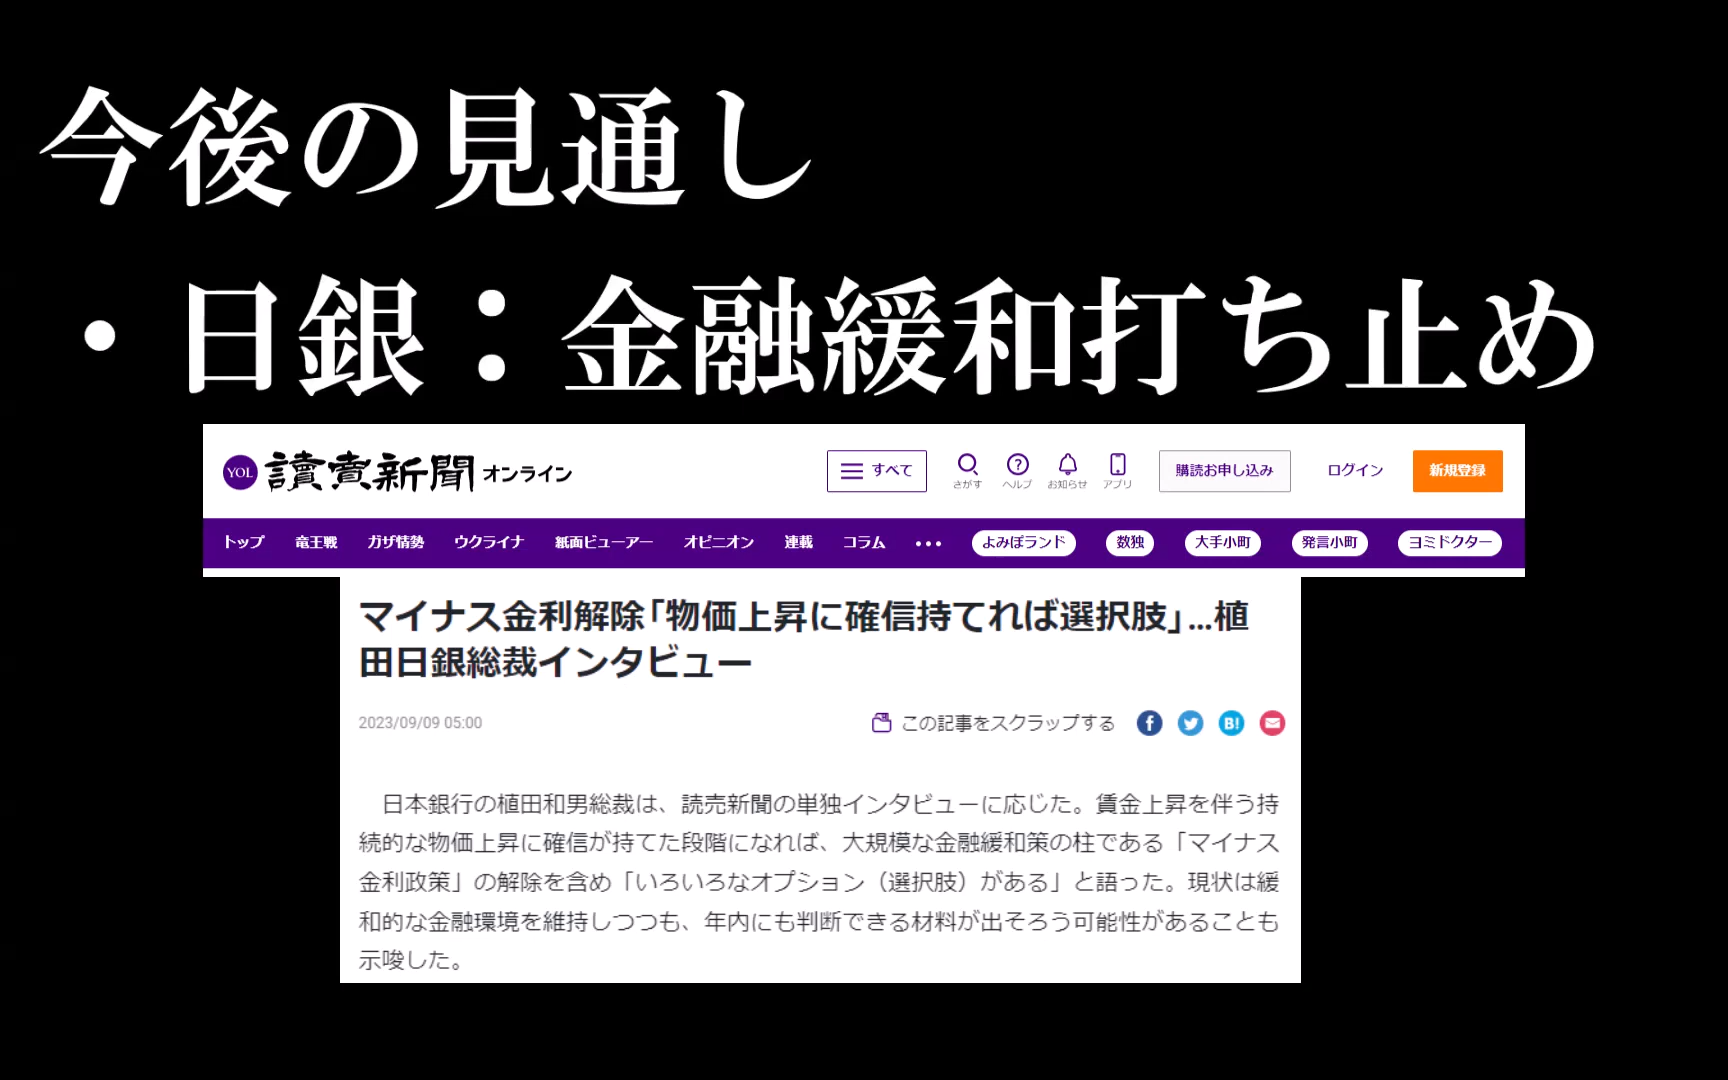 今後の見通し
・日銀：金融緩和打ち止め
YOL 讀賣新聞オンライン
すべて
さがす
ヘルプ
お知らせ
アプリ
購読お申し込み
ログイン
新規登録
トップ 竜王戦 ガザ情勢 ウクライナ 紙面ビューアー オピニオン 連載 コラム ••• よみぽランド 数独 大手小町 発言小町 ヨミドクター
マイナス金利解除「物価上昇に確信持てれば選択肢」…植
田日銀総裁インタビュー
2023/09/09 05:00
この記事をスクラップする
B!
日本銀行の植田和男総裁は、読売新聞の単独インタビューに応じた。賃金上昇を伴う持
続的な物価上昇に確信が持てた段階になれば、大規模な金融緩和策の柱である「マイナス
金利政策」の解除を含め「いろいろなオプション（選択肢）がある」と語った。現状は緩
和的な金融環境を維持しつつも、年内にも判断できる材料が出そろう可能性があることも
示唆した。